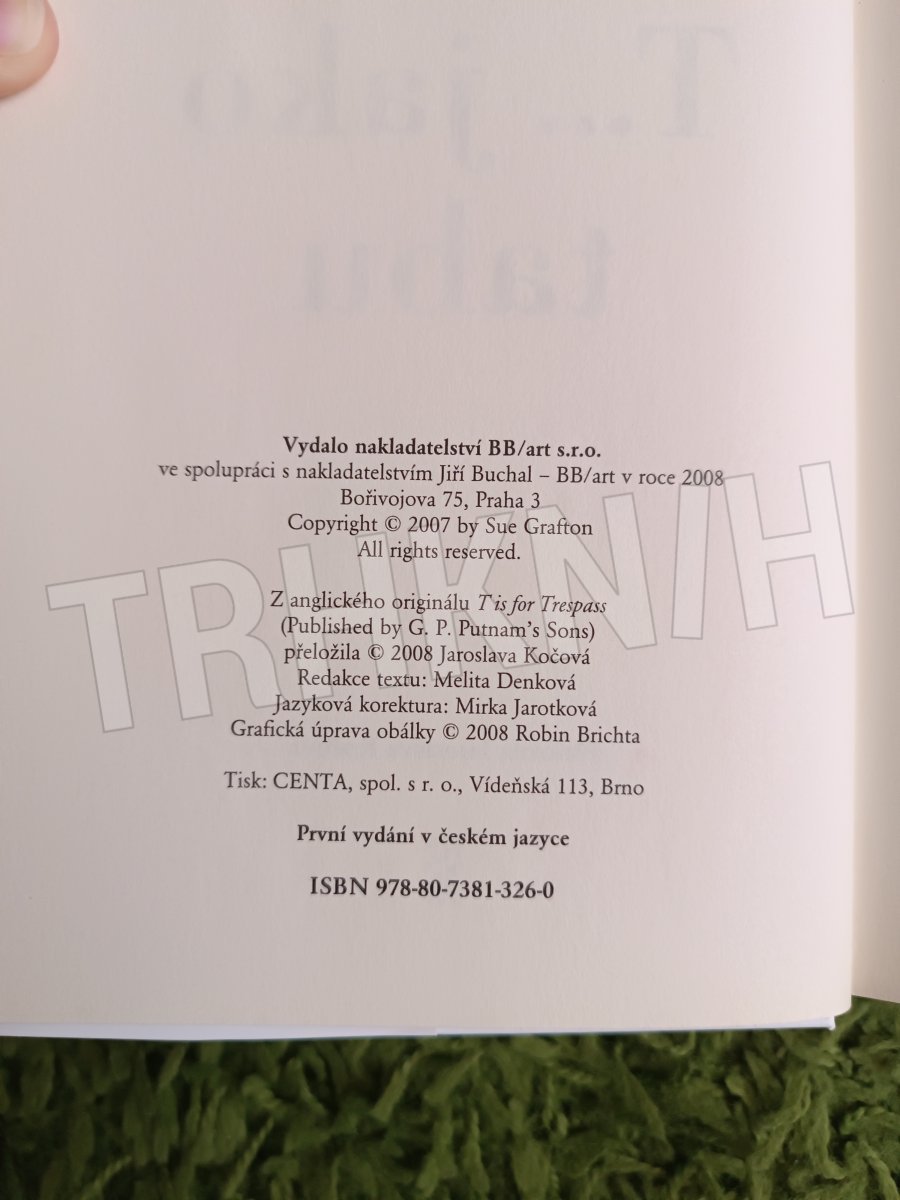 T... jako
tabu
Vydalo nakladatelství BB/art s.r.o.
ve spolupráci s nakladatelstvím Jiří Buchal – BB/art v roce 2008
Bořivojova 75, Praha 3
Copyright © 2007 by Sue Grafton
All rights reserved.
Z anglického originálu T is for Trespass
(Published by G. P. Putnam's Sons)
přeložila © 2008 Jaroslava Kočová
Redakce textu: Melita Denková
Jazyková korektura: Mirka Jarotková
Grafická úprava obálky © 2008 Robin Brichta
Tisk: CENTA, spol. s r. o., Vídeňská 113, Brno
První vydání v českém jazyce
ISBN 978-80-7381-326-0